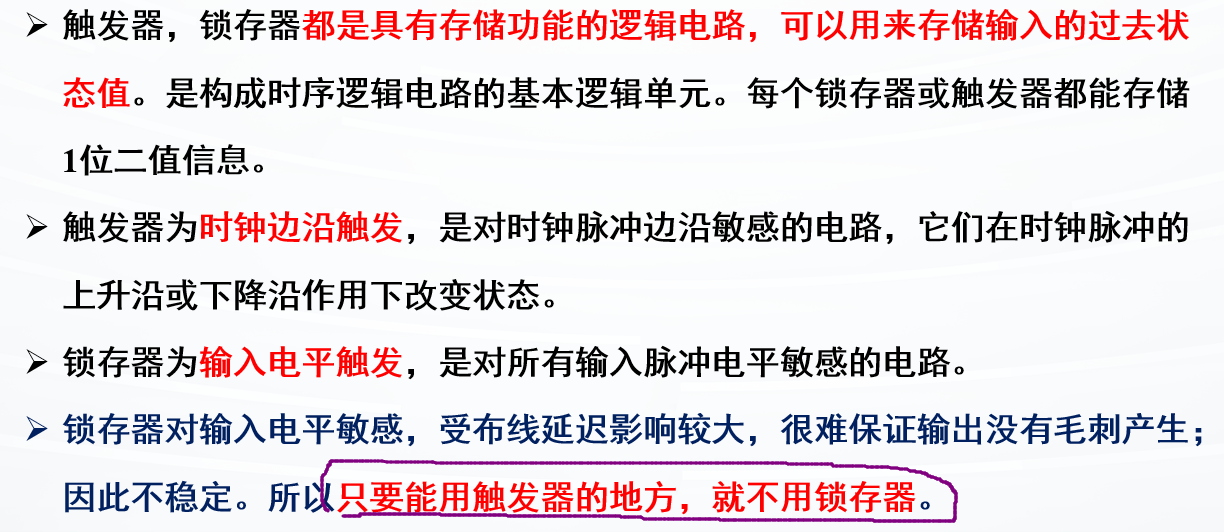 ➢ 触发器，锁存器都是具有存储功能的逻辑电路，可以用来存储输入的过去状
态值。是构成时序逻辑电路的基本逻辑单元。每个锁存器或触发器都能存储
1位二值信息。
➢ 触发器为时钟边沿触发，是对时钟脉冲边沿敏感的电路，它们在时钟脉冲的
上升沿或下降沿作用下改变状态。
➢ 锁存器为输入电平触发，是对所有输入脉冲电平敏感的电路。
➢ 锁存器对输入电平敏感，受布线延迟影响较大，很难保证输出没有毛刺产生；
因此不稳定。所以只要能用触发器的地方，就不用锁存器。